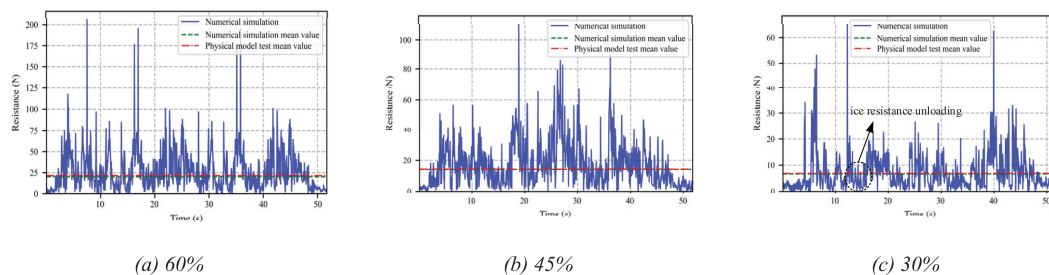 Numerical simulation
Numerical simulation mean value
Physical model test mean value
Resistance (N)
200
175
150
125
100
75
50
25
0
10
20
30
40
50
Time (s)
(a) 60%
Numerical simulation
Numerical simulation mean value
Physical model test mean value
Resistance (N)
100
80
60
40
20
0
10
20
30
40
50
Time (s)
(b) 45%
Numerical simulation
Numerical simulation mean value
Physical model test mean value
ice resistance unloading
Resistance (N)
60
50
40
30
20
10
0
10
20
30
40
50
Time (s)
(c) 30%